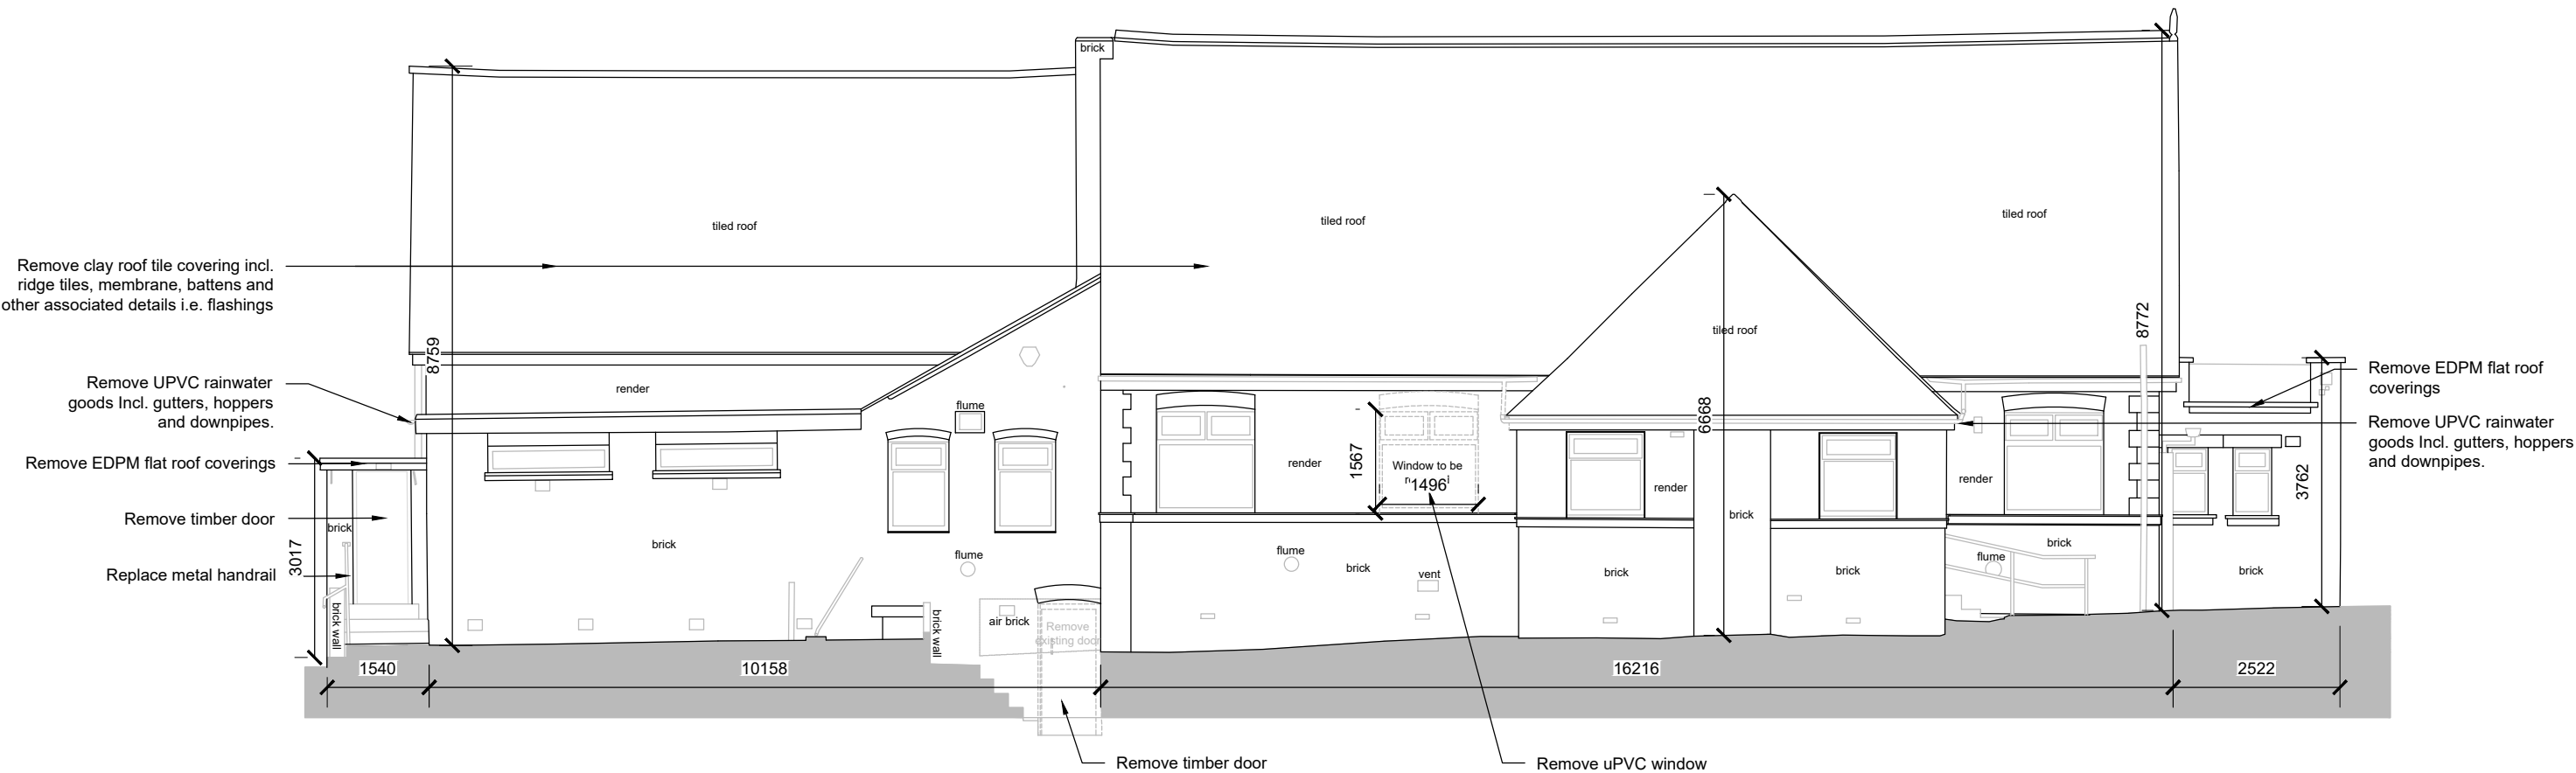 brick
tiled roof
tiled roof
tiled roof
tiled roof
Remove clay roof tile covering incl.
ridge tiles, membrane, battens and
other associated details i.e. flashings
8759
8772
6668
Remove UPVC rainwater
goods Incl. gutters, hoppers
and downpipes.
render
flume
Remove EDPM flat roof
coverings
Remove UPVC rainwater
goods Incl. gutters, hoppers
and downpipes.
Remove EDPM flat roof coverings
1567
render
Window to be
1496
render
render
3762
Remove timber door
brick
brick
brick
3017
Replace metal handrail
flume
flume
brick
vent
brick
brick
flume
brick
brick
brick wall
brick wall
air brick
Remove
existing door
1540
10158
16216
2522
Remove timber door
Remove uPVC window